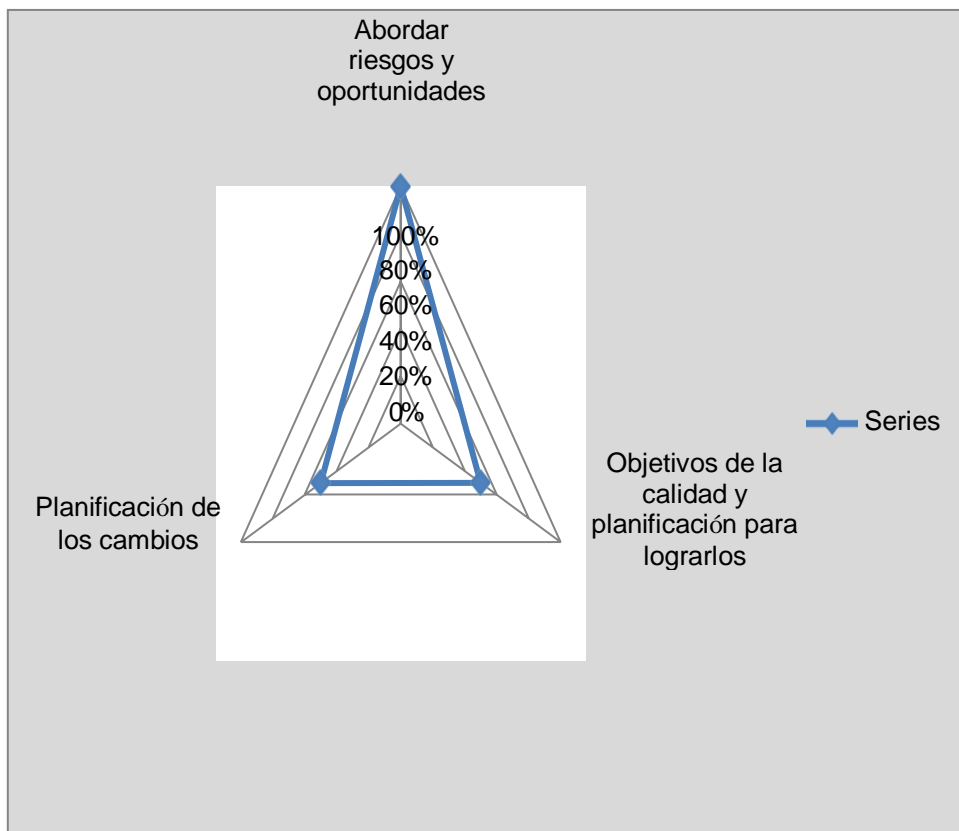 Abordar
riesgos y
oportunidades
100%
80%
60%
40%
20%
0%
Series
Objetivos de la
calidad y
planificación para
lograrlos
Planificación de
los cambios